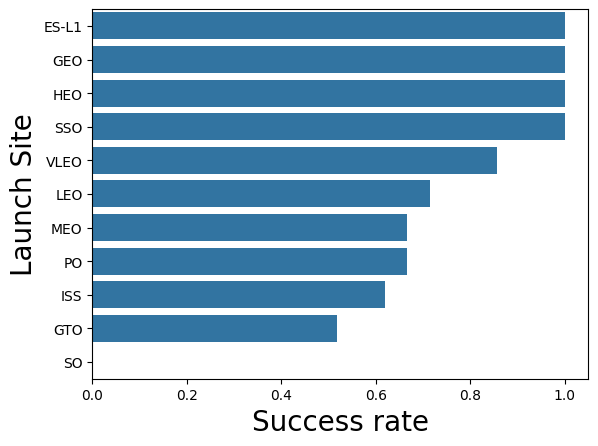 Launch Site
ES-L1
GEO
HEO
SSO
VLEO
LEO
MEO
PO
ISS
GTO
SO
0.0 0.2 0.4 0.6 0.8 1.0
Success rate